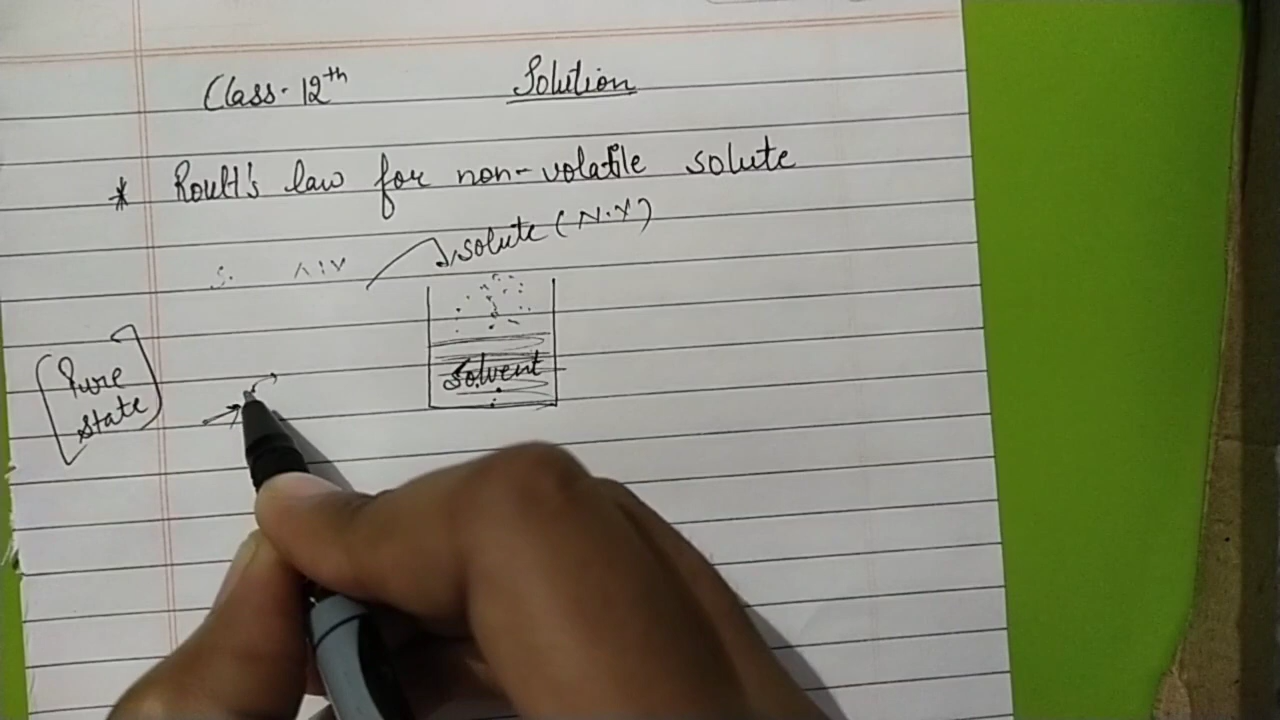 Class-12th Solution
* Roult's law for non-volatile solute
solute (N.V)
Solvent
Pure
state